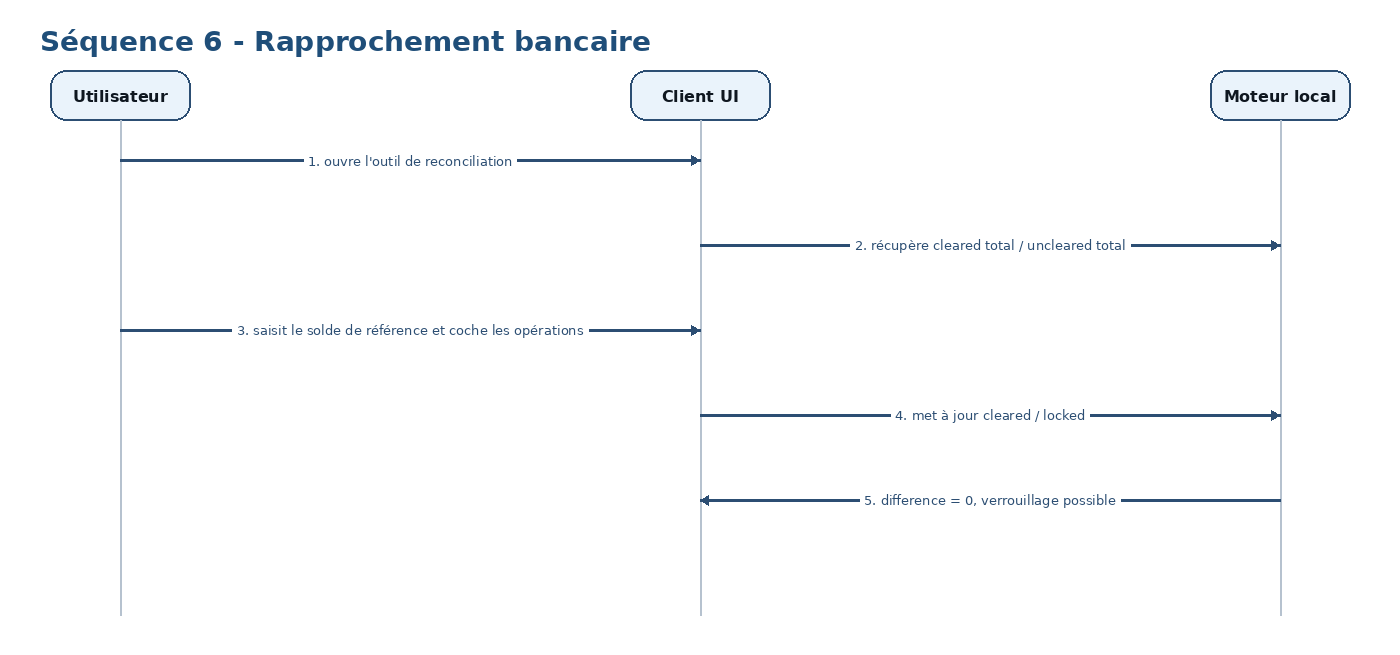 Séquence 6 - Rapprochement bancaire
Utilisateur
Client UI
Moteur local
1. ouvre l'outil de reconciliation
2. récupère cleared total / uncleared total
3. saisit le solde de référence et coche les opérations
4. met à jour cleared / locked
5. difference = 0, verrouillage possible